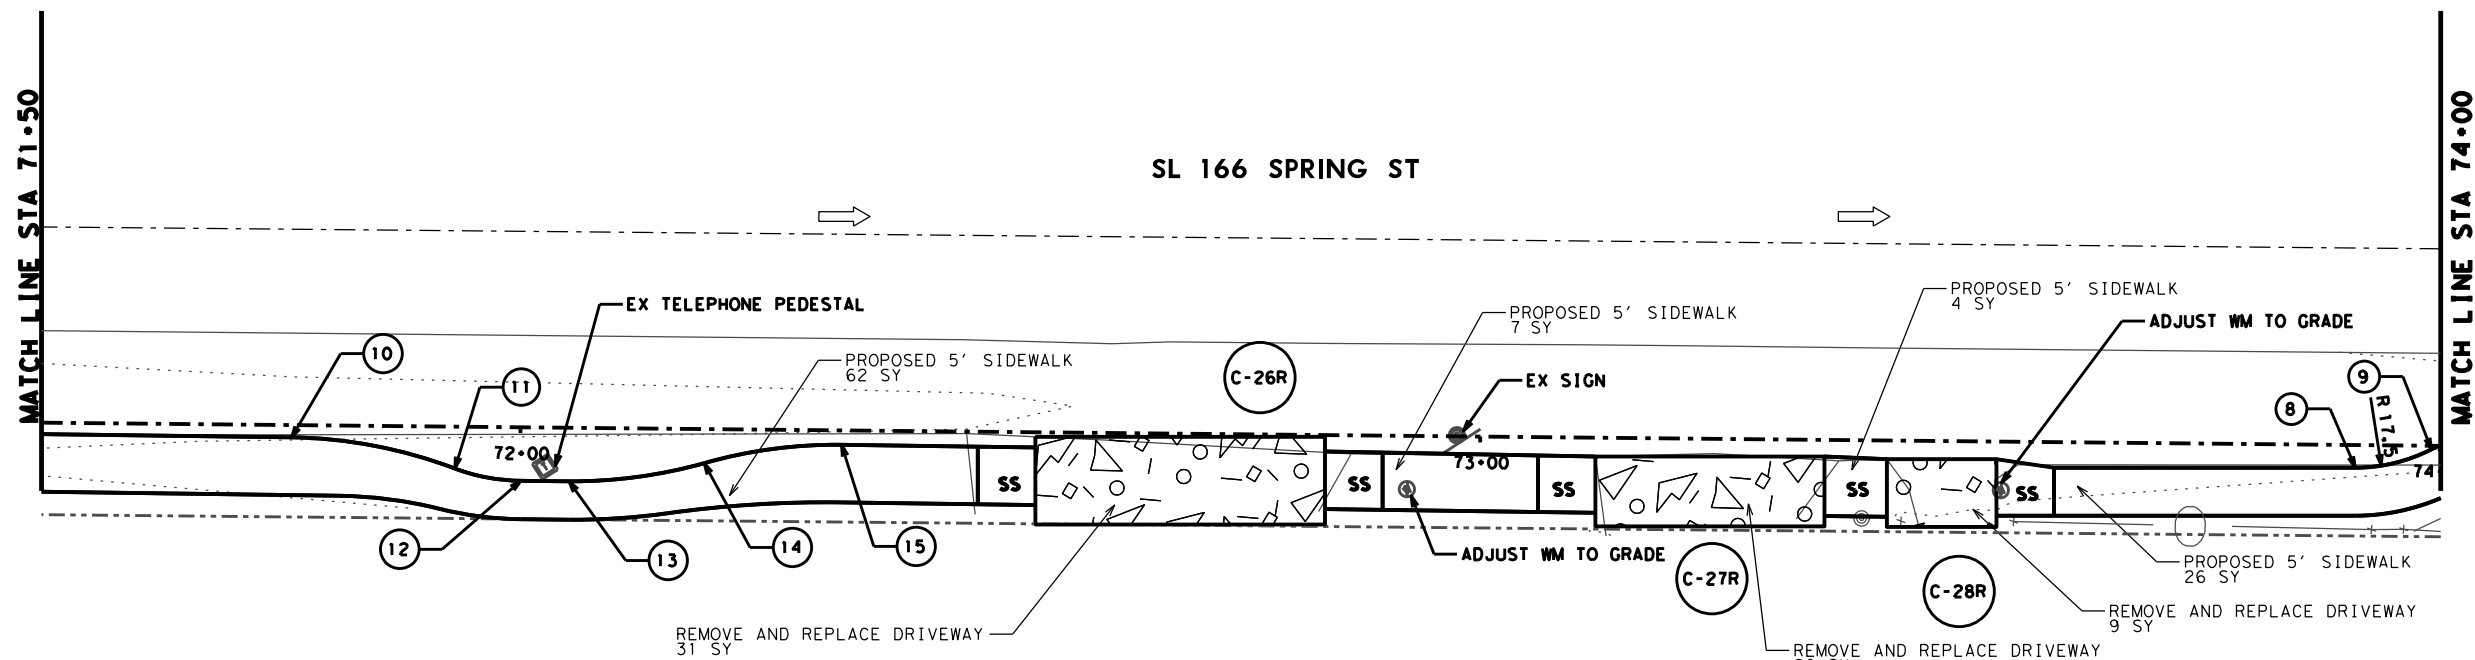 MATCH LINE STA 71+50
SL 166 SPRING ST
MATCH LINE STA 74+00
EX TELEPHONE PEDESTAL
PROPOSED 5' SIDEWALK
4 SY
PROPOSED 5' SIDEWALK
7 SY
ADJUST WM TO GRADE
10
11
PROPOSED 5' SIDEWALK
62 SY
C-26R
EX SIGN
9
8
R 17.5
72+00
73+00
74
SS
SS
SS
SS
SS
12
13
14
15
ADJUST WM TO GRADE
C-27R
C-28R
PROPOSED 5' SIDEWALK
26 SY
REMOVE AND REPLACE DRIVEWAY
9 SY
REMOVE AND REPLACE DRIVEWAY
31 SY
REMOVE AND REPLACE DRIVEWAY